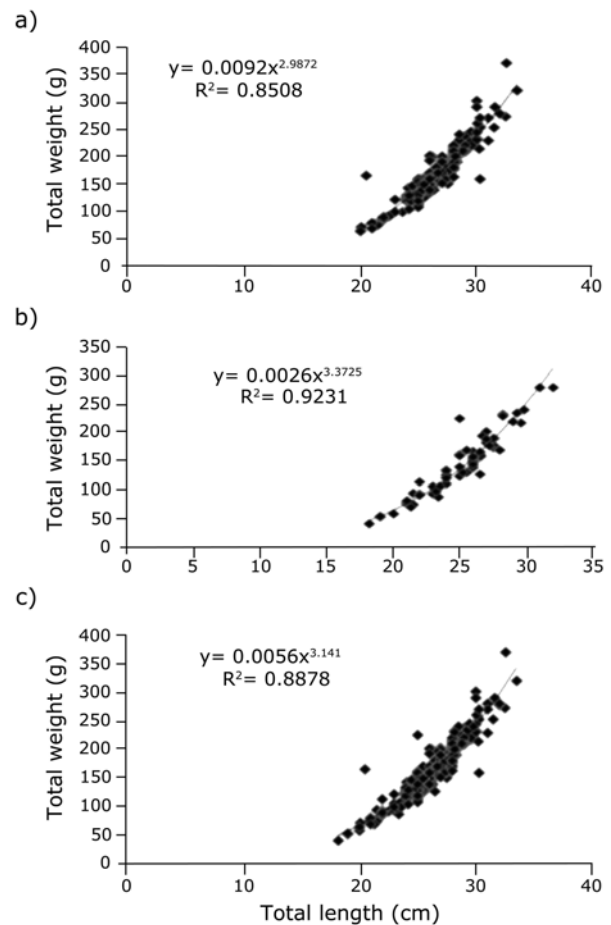 a)
Total weight (g)
400
350
300
250
200
150
100
50
0
y= 0.0092x^2.9872
R²= 0.8508
0 10 20 30 40
b)
Total weight (g)
350
300
250
200
150
100
50
0
y= 0.0026x^3.3725
R²= 0.9231
0 5 10 15 20 25 30 35
c)
Total weight (g)
400
350
300
250
200
150
100
50
0
y= 0.0056x^3.141
R²= 0.8878
0 10 20 30 40
Total length (cm)